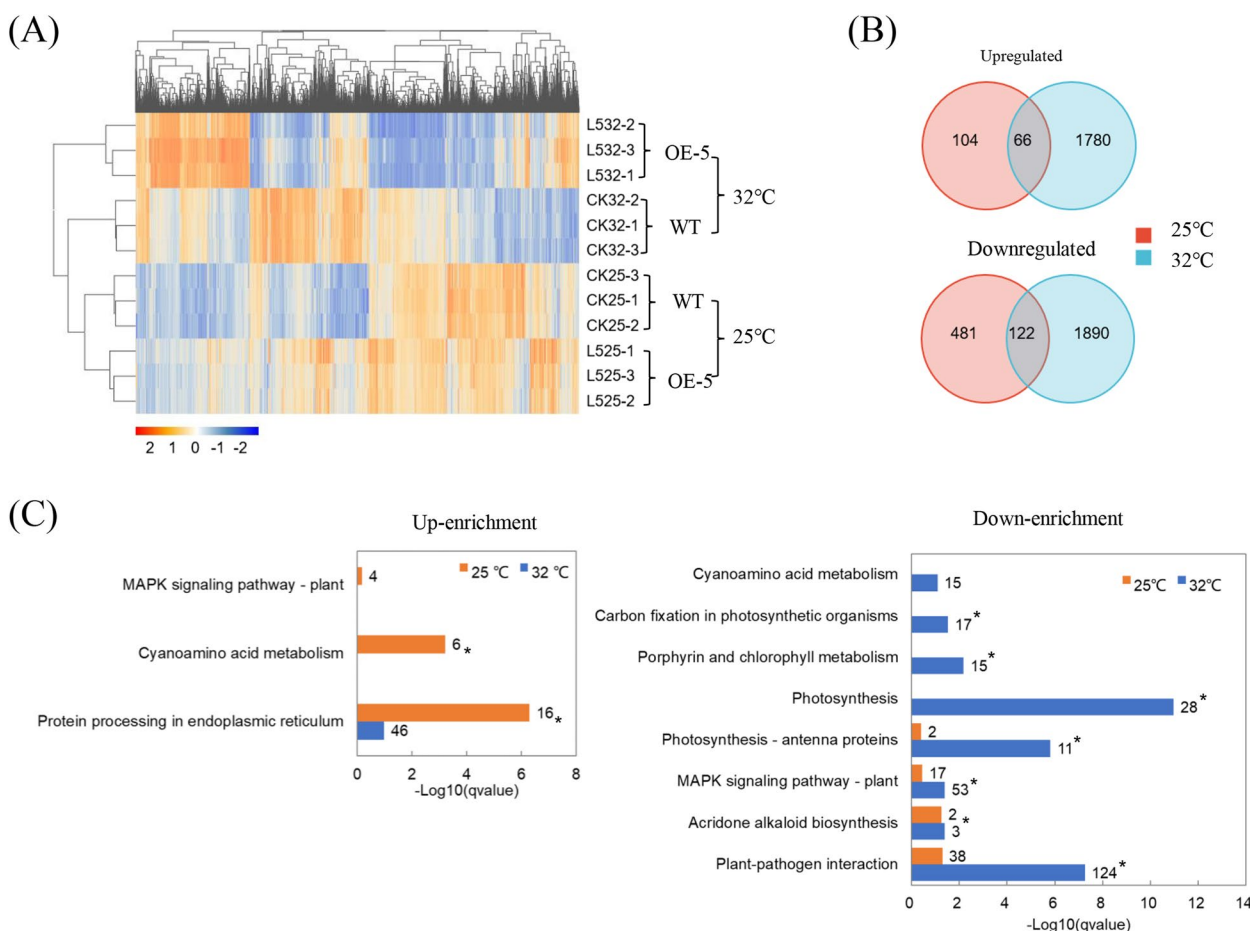 (A)
L532-2
L532-3
L532-1
OE-5
CK32-2
CK32-1
CK32-3
WT
32℃
CK25-3
CK25-1
CK25-2
WT
L525-1
L525-3
L525-2
OE-5
25℃
2 1 0 -1 -2
(B)
Upregulated
104 66 1780
25℃
32℃
Downregulated
481 122 1890
(C)
Up-enrichment
25 ℃ 32 ℃
MAPK signaling pathway - plant
4
Cyanoamino acid metabolism
6 *
Protein processing in endoplasmic reticulum
16 *
46
0 2 4 6 8
-Log10(qvalue)
Down-enrichment
25℃ 32℃
Cyanoamino acid metabolism
15
Carbon fixation in photosynthetic organisms
17 *
Porphyrin and chlorophyll metabolism
15 *
Photosynthesis
28 *
Photosynthesis - antenna proteins
2
11 *
MAPK signaling pathway - plant
17
53 *
Acridone alkaloid biosynthesis
2
3 *
Plant-pathogen interaction
38
124 *
0 2 4 6 8 10 12 14
-Log10(qvalue)